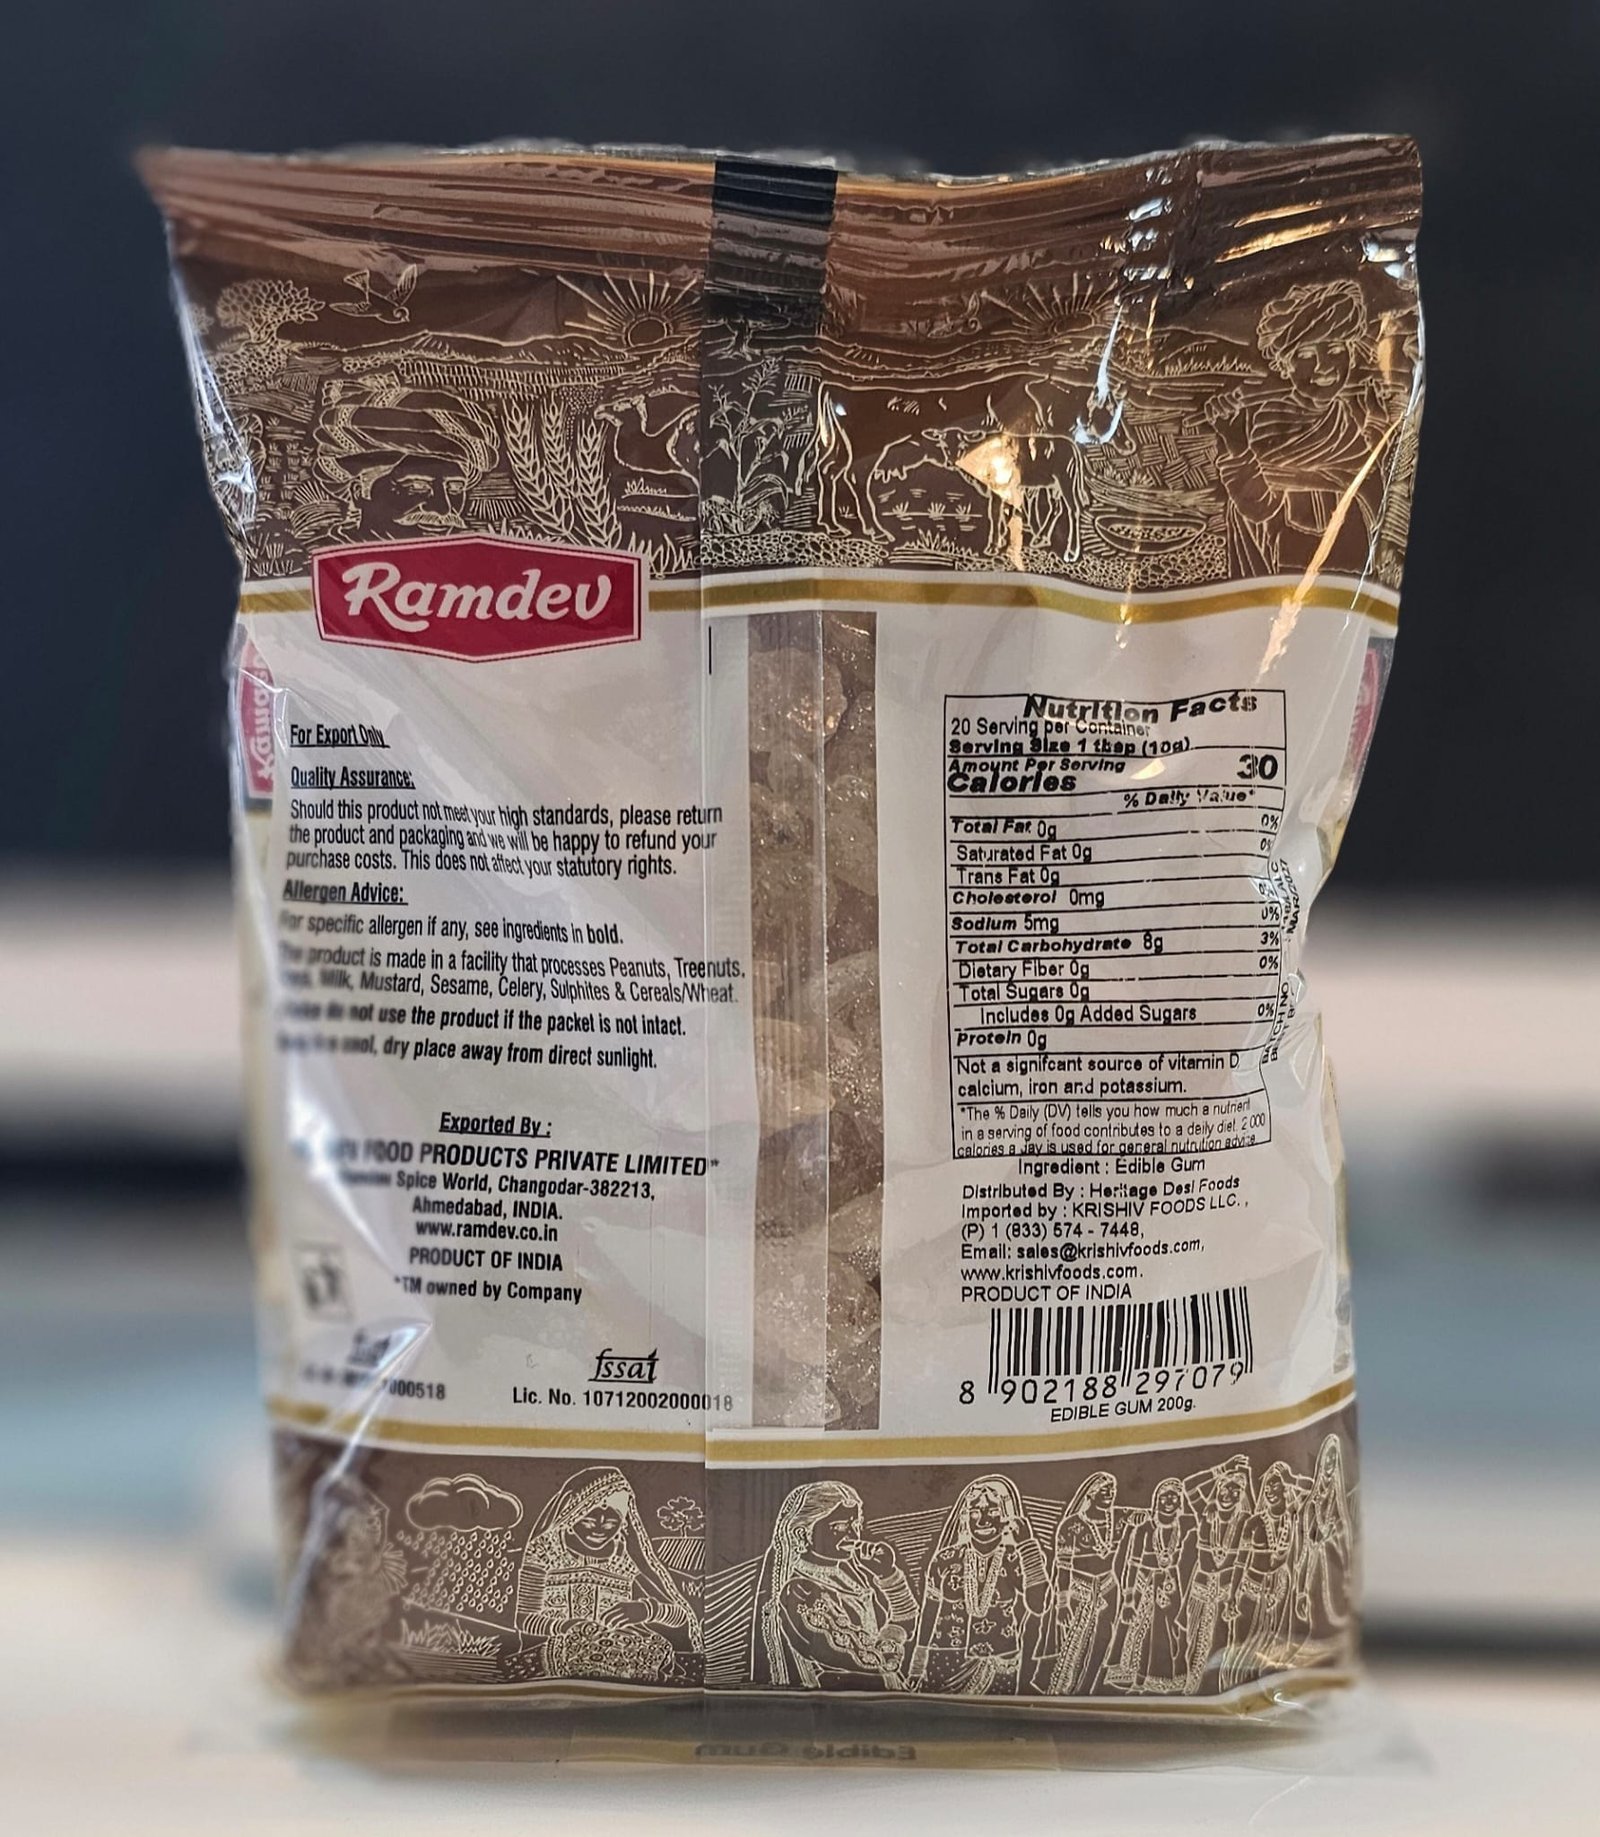 Ramdev
For Export Only
Quality Assurance:
Should this product not meet your high standards, please return
the product and packaging and we will be happy to refund your
purchase costs. This does not affect your statutory rights.
Allergen Advice:
For specific allergen if any, see ingredients in bold.
The product is made in a facility that processes Peanuts, Treenuts,
Milk, Mustard, Sesame, Celery, Sulphites & Cereals/Wheat.
not use the product if the packet is not intact.
cool, dry place away from direct sunlight.
Exported By :
FOOD PRODUCTS PRIVATE LIMITED*
Spice World, Changodar-382213,
Ahmedabad, INDIA.
www.ramdev.co.in
PRODUCT OF INDIA
*TM owned by Company
fssai
Lic. No. 10712002000018
Nutrition Facts
20 Serving per Container
Serving Size 1 tbsp (10g)
Amount Per Serving
Calories 30
% Daily Value*
Total Fat 0g 0%
Saturated Fat 0g 0%
Trans Fat 0g
Cholesterol 0mg
Sodium 5mg 0%
Total Carbohydrate 8g 3%
Dietary Fiber 0g 0%
Total Sugars 0g
Includes 0g Added Sugars 0%
Protein 0g
Not a signifcant source of vitamin D
calcium, iron and potassium.
*The % Daily (DV) tells you how much a nutrient
in a serving of food contributes to a daily diet. 2 000
calories a day is used for general nutrution advice
Ingredient : Edible Gum
Distributed By : Heritage Desi Foods
Imported by : KRISHIV FOODS LLC. ,
(P) 1 (833) 574 - 7448,
Email: sales@krishivfoods.com,
www.krishivfoods.com.
PRODUCT OF INDIA
8 902188 297079
EDIBLE GUM 200g.
BATCH NO
MAR/2027
Edible Gum